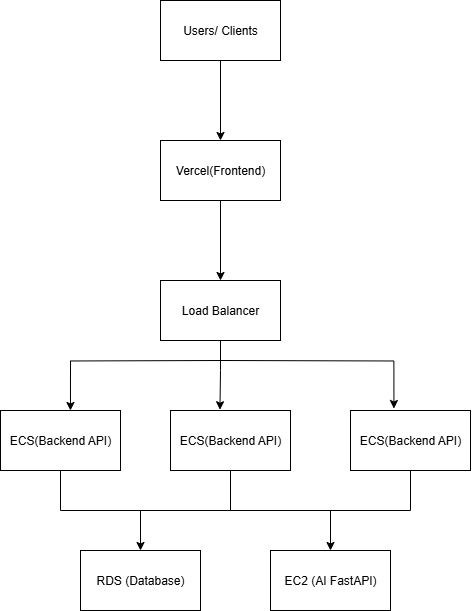 Users/ Clients
Vercel(Frontend)
Load Balancer
ECS(Backend API)
ECS(Backend API)
ECS(Backend API)
RDS (Database)
EC2 (AI FastAPI)